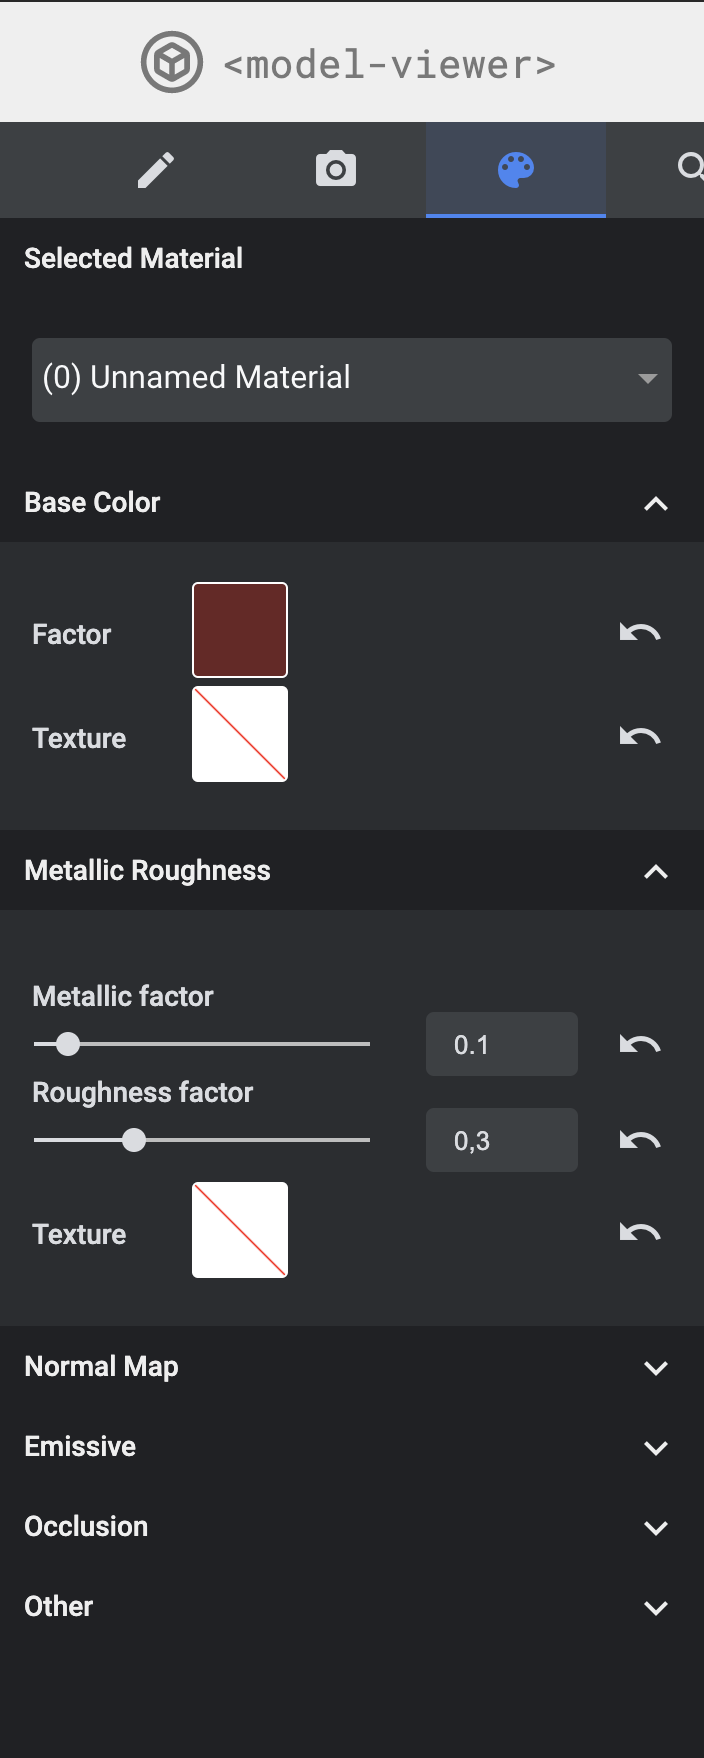 <model-viewer>
Selected Material
(0) Unnamed Material
Base Color
Factor
Texture
Metallic Roughness
Metallic factor
0.1
Roughness factor
0,3
Texture
Normal Map
Emissive
Occlusion
Other